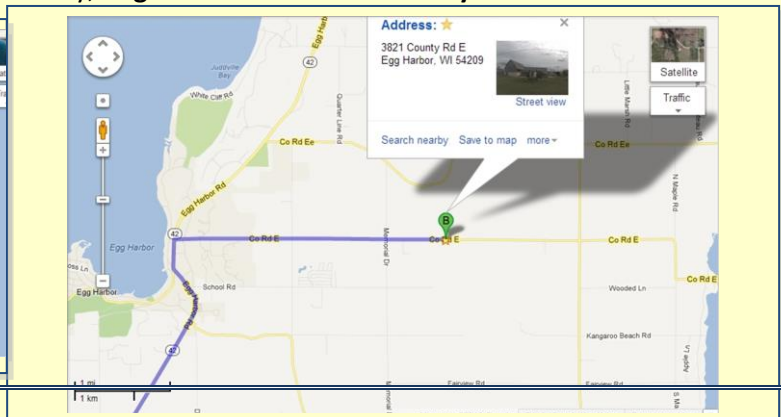 Address:
3821 County Rd E
Egg Harbor, WI 54209
Street view
Search nearby Save to map more
Satellite
Traffic
42
Juddville
Bay
White Cliff Rd
Quarter Line Rd
Co Rd Ee
Co Rd Ee
Little Marsh Rd
N Maple Rd
Egg Harbor Rd
B
42
Co Rd E
Co Rd E
Memorial Dr
Egg Harbor
Co Rd E
Egg Harbor
School Rd
Wooded Ln
Kangaroo Beach Rd
42
Fairview Rd
Fairview Rd
1 mi
1 km